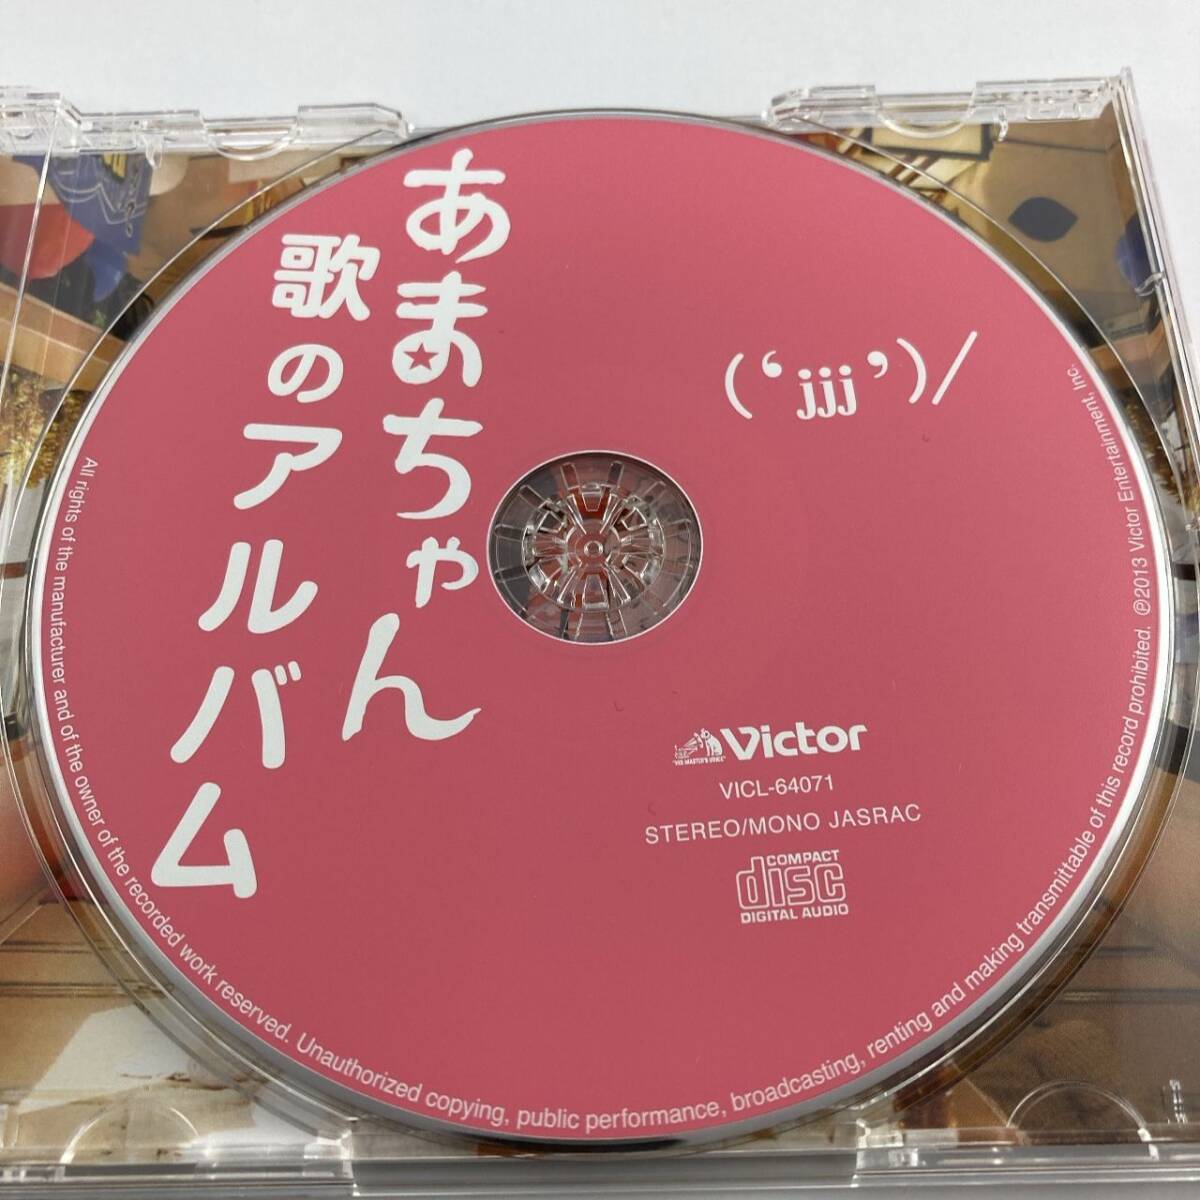 あま★ちゃん
歌のアルバム
(‘jjj’)/
"HIS MASTER'S VOICE"
Victor
VICL-64071
STEREO/MONO JASRAC
COMPACT
disc
DIGITAL AUDIO
All rights of the manufacturer and of the owner of the recorded work reserved. Unauthorized copying, public performance, broadcasting, renting and making transmittable of this record prohibited. ℗2013 Victor Entertainment, Inc.